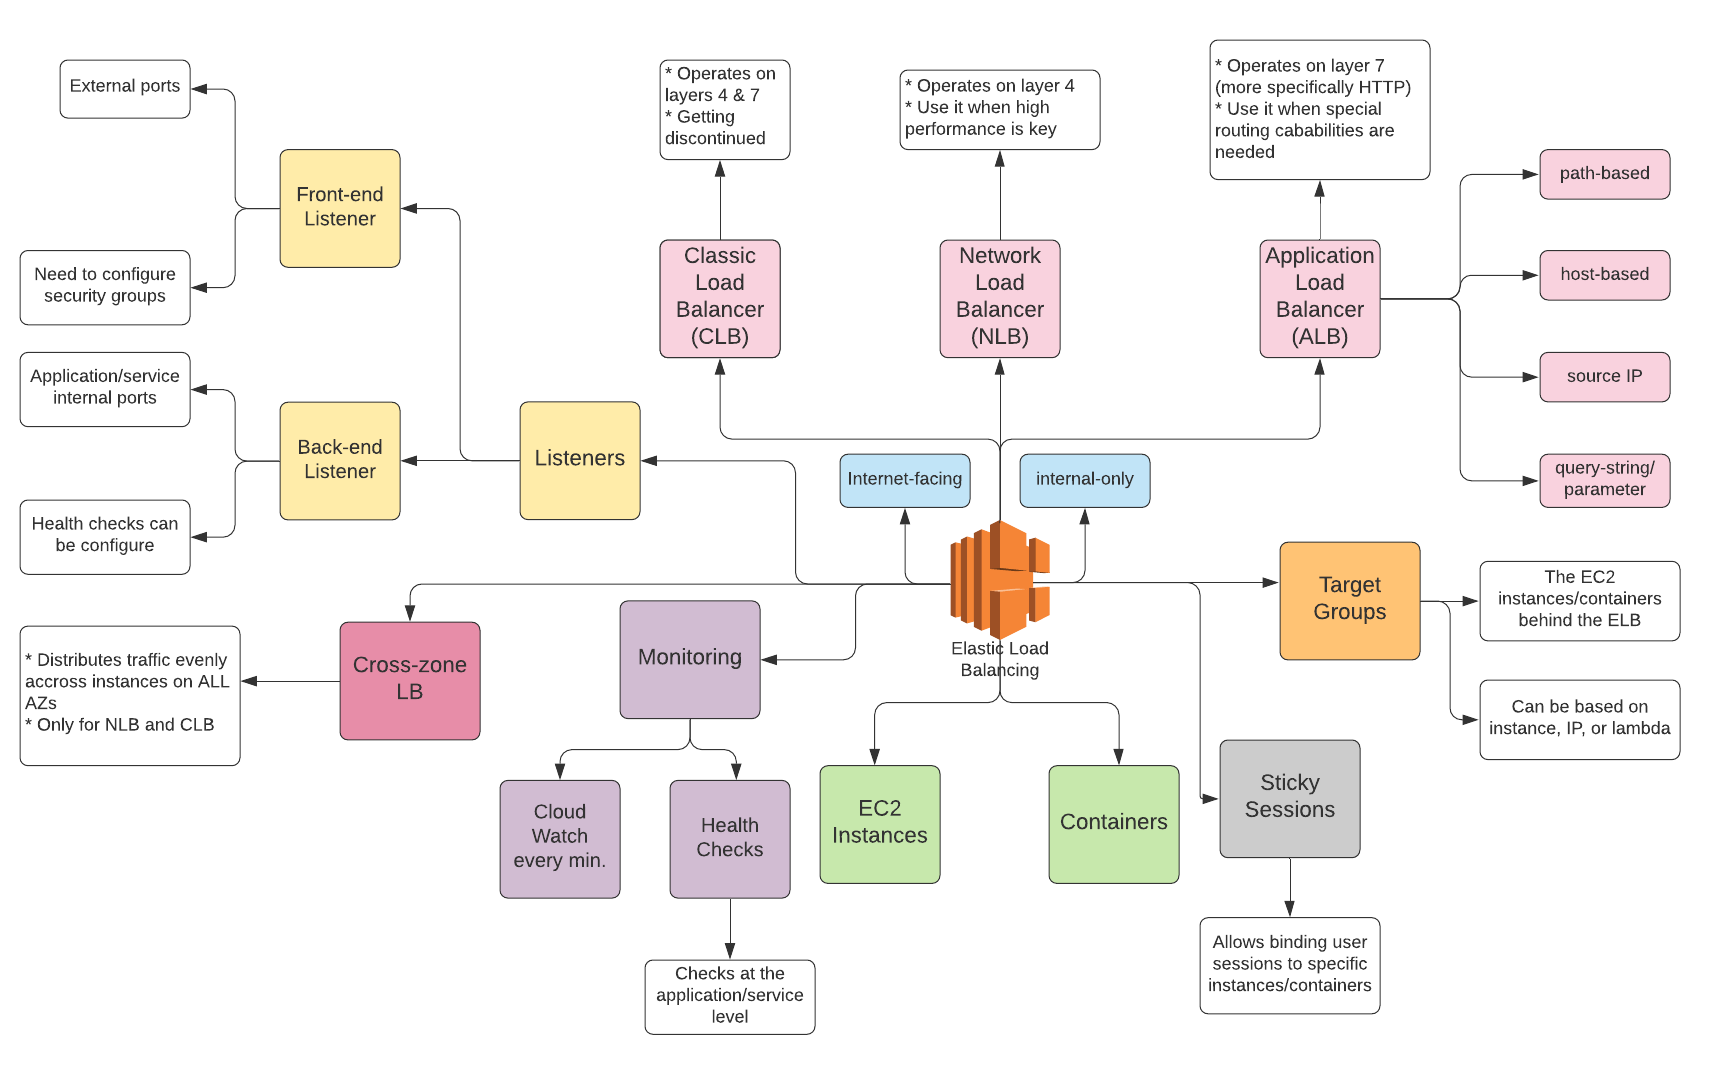 External ports
* Operates on
layers 4 & 7
* Getting
discontinued
* Operates on layer 4
* Use it when high
performance is key
* Operates on layer 7
(more specifically HTTP)
* Use it when special
routing cababilities are
needed
Front-end
Listener
Need to configure
security groups
Classic
Load
Balancer
(CLB)
Network
Load
Balancer
(NLB)
Application
Load
Balancer
(ALB)
path-based
host-based
source IP
query-string/
parameter
Application/service
internal ports
Back-end
Listener
Listeners
Health checks can
be configure
Internet-facing
internal-only
Elastic Load
Balancing
Target
Groups
The EC2
instances/containers
behind the ELB
Can be based on
instance, IP, or lambda
* Distributes traffic evenly
accross instances on ALL
AZs
* Only for NLB and CLB
Cross-zone
LB
Monitoring
Cloud
Watch
every min.
Health
Checks
EC2
Instances
Containers
Sticky
Sessions
Checks at the
application/service
level
Allows binding user
sessions to specific
instances/containers